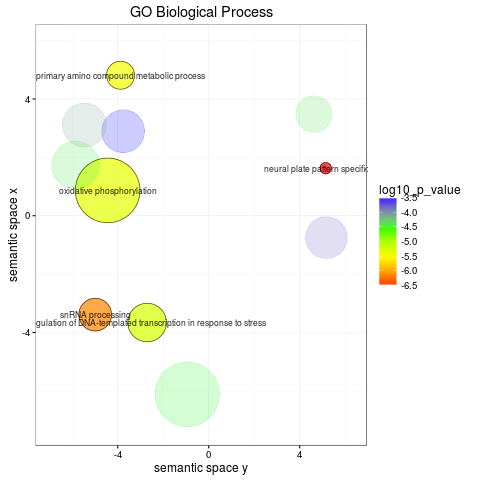 GO Biological Process
primary amino compound metabolic process
oxidative phosphorylation
neural plate pattern specific
snRNA processing
gulation of DNA-templated transcription in response to stress
semantic space x
4
0
-4
-4
0
4
semantic space y
log10_p_value
-3.5
-4.0
-4.5
-5.0
-5.5
-6.0
-6.5